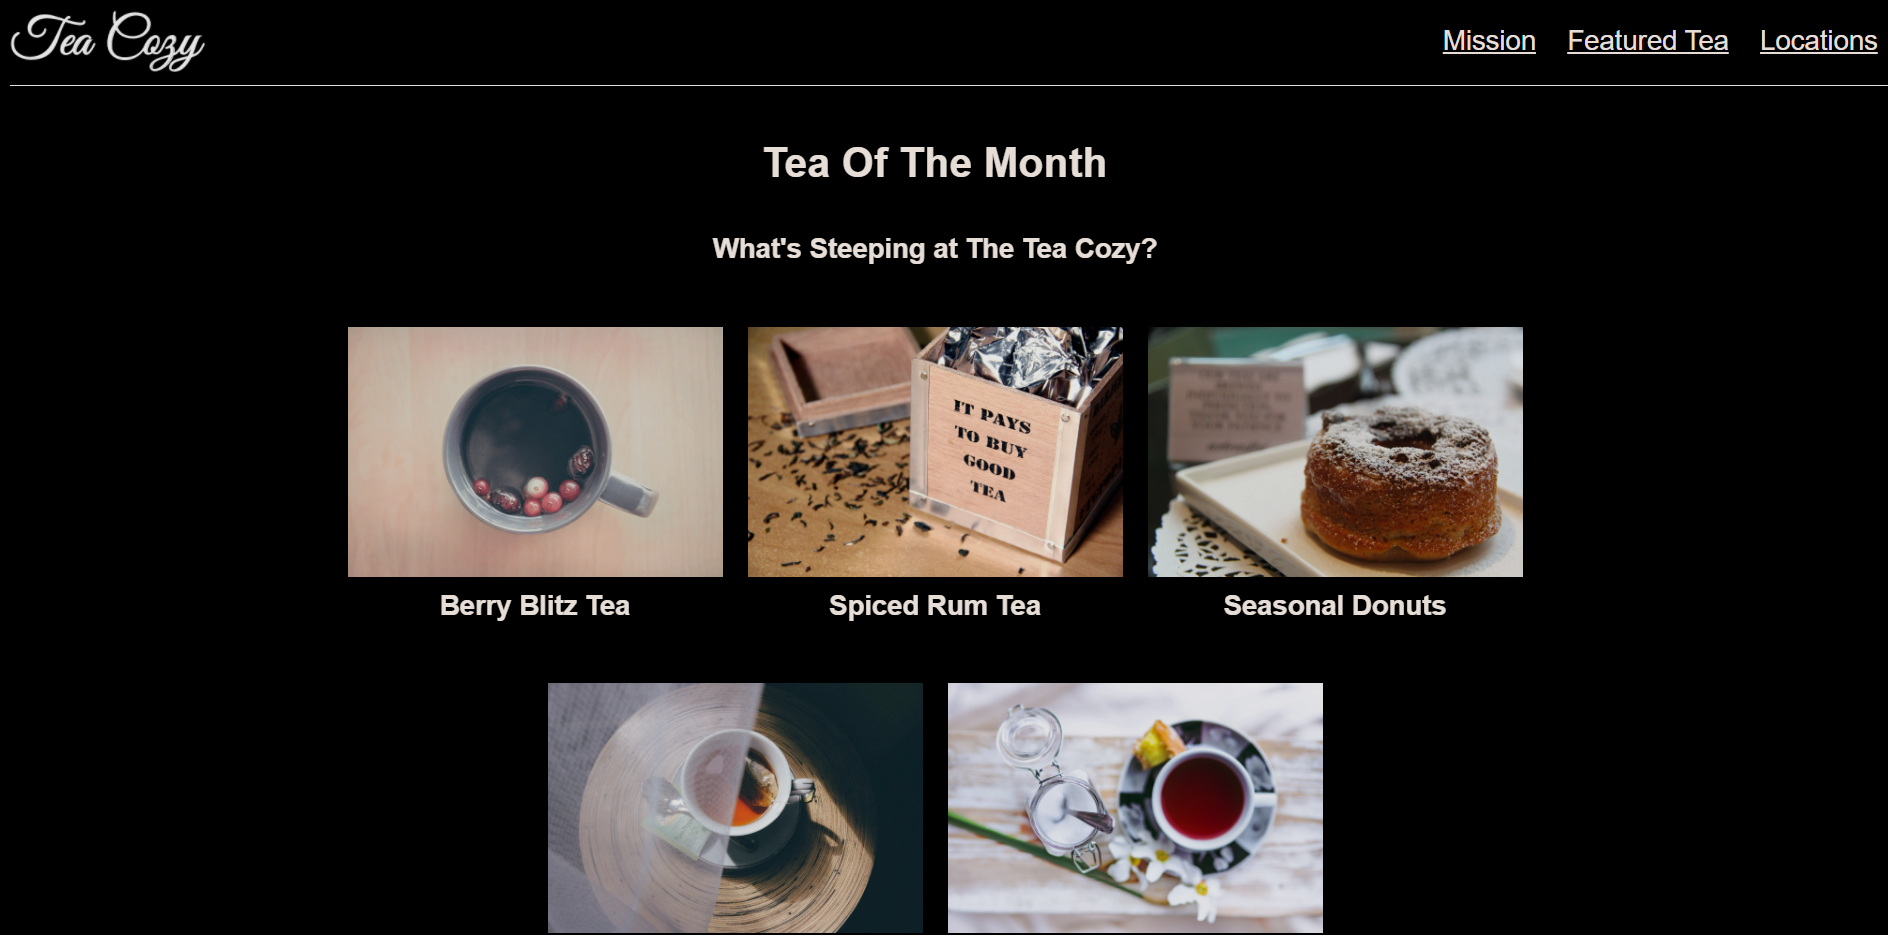 Tea Cozy
Mission Featured Tea Locations
Tea Of The Month
What's Steeping at The Tea Cozy?
IT PAYS
TO BUY
GOOD
TEA
Berry Blitz Tea
Spiced Rum Tea
Seasonal Donuts